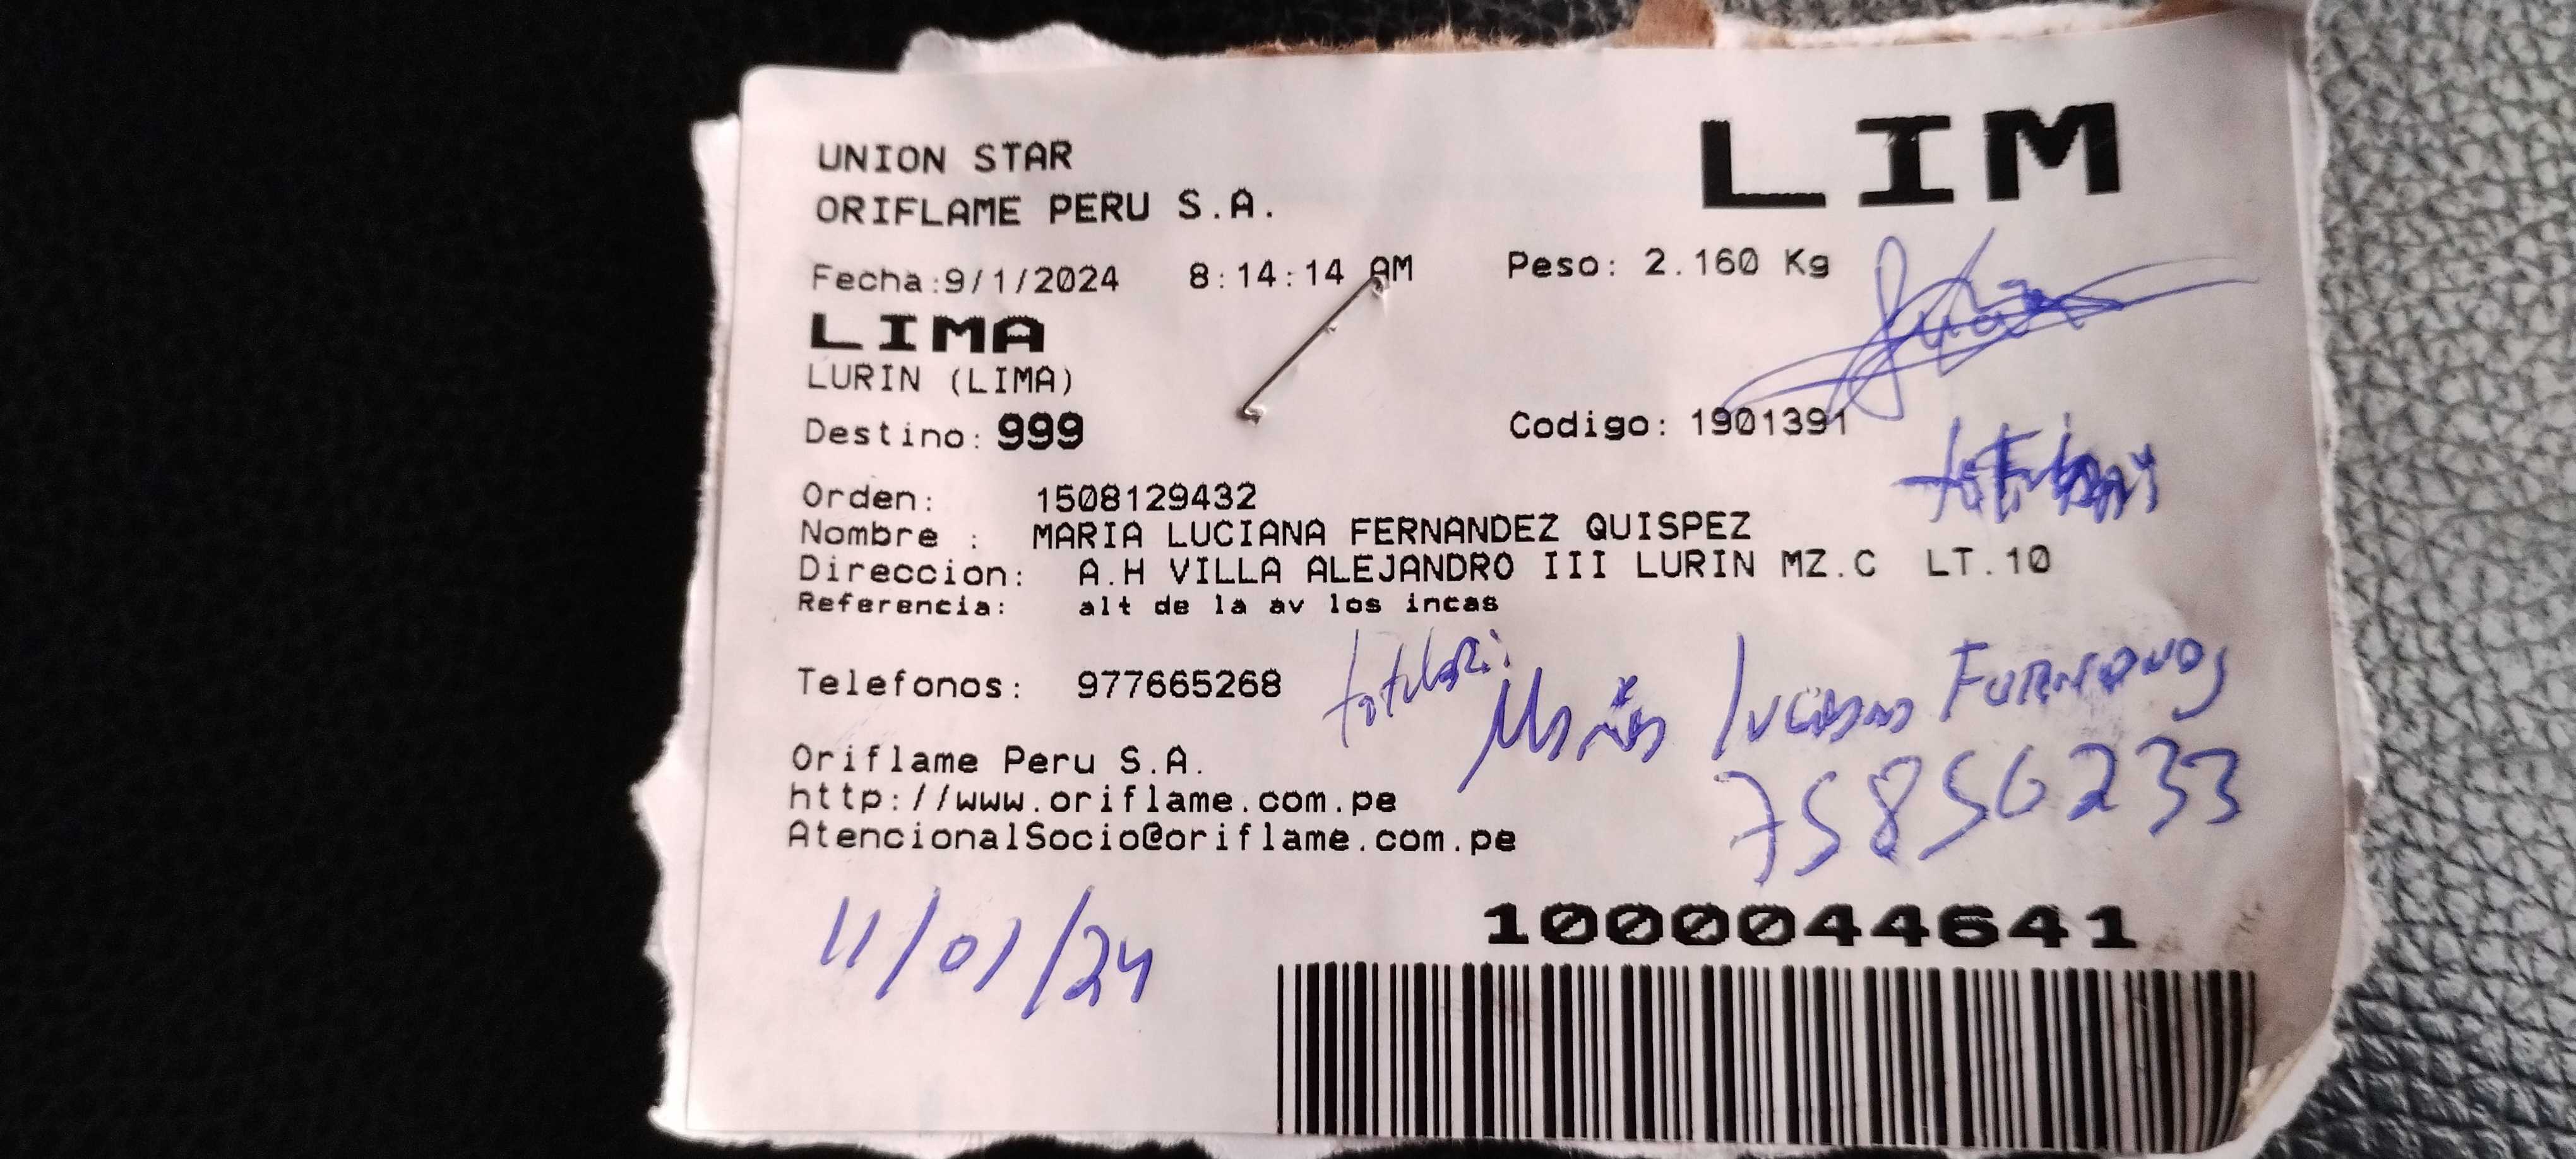 UNION STAR
ORIFLAME PERU S.A.
LIM
Fecha:9/1/2024 8:14:14 AM Peso: 2.160 Kg
LIMA
LURIN (LIMA)
Destino: 999 Codigo: 1901391
Orden: 1508129432
Nombre : MARIA LUCIANA FERNANDEZ QUISPEZ
Direccion: A.H VILLA ALEJANDRO III LURIN MZ.C LT.10
Referencia: alt de la av los incas
Telefonos: 977665268
75856233
Oriflame Peru S.A.
http://www.oriflame.com.pe
AtencionalSocio@oriflame.com.pe
11/01/24
1000044641